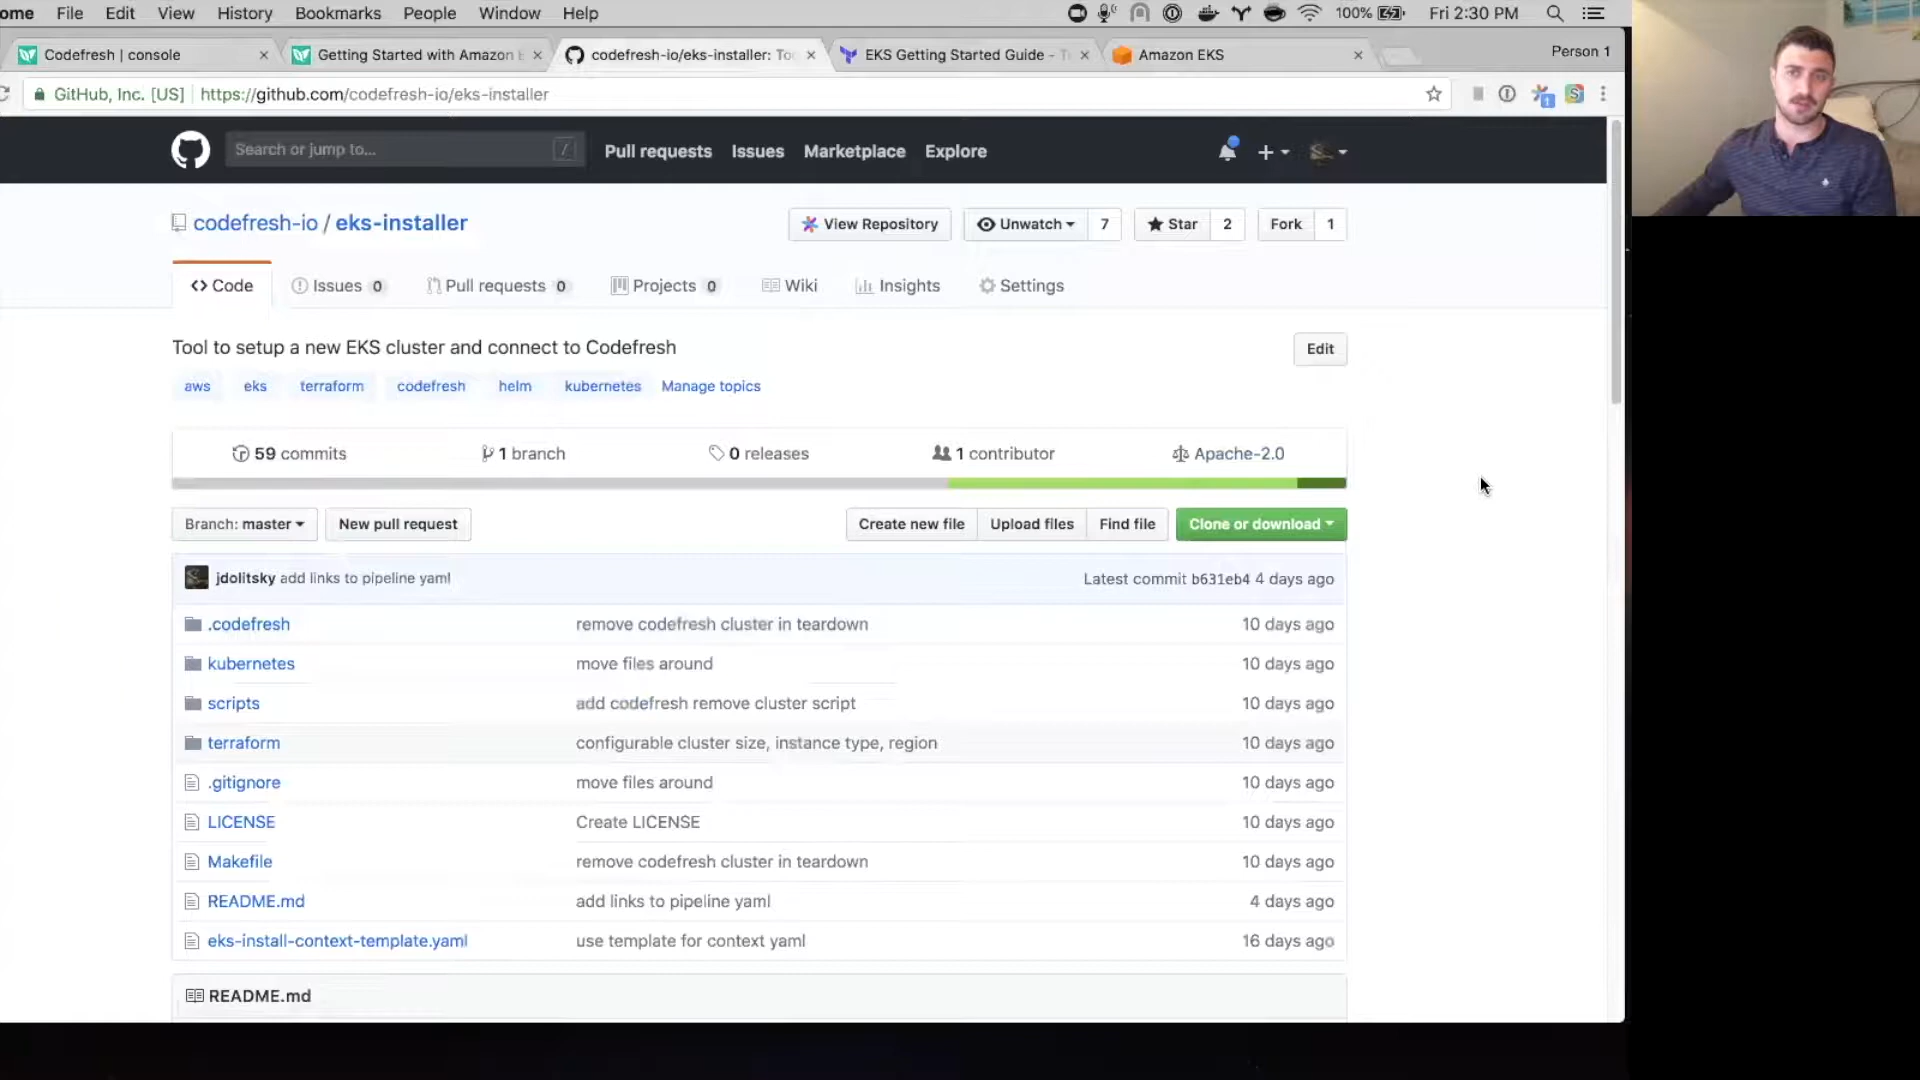 ome File Edit View History Bookmarks People Window Help 100% Fri 2:30 PM
Codefresh | console Getting Started with Amazon E codefresh-io/eks-installer: Too EKS Getting Started Guide - T Amazon EKS Person 1
GitHub, Inc. [US] https://github.com/codefresh-io/eks-installer
Search or jump to... / Pull requests Issues Marketplace Explore
codefresh-io / eks-installer View Repository Unwatch 7 Star 2 Fork 1
Code Issues 0 Pull requests 0 Projects 0 Wiki Insights Settings
Tool to setup a new EKS cluster and connect to Codefresh Edit
aws eks terraform codefresh helm kubernetes Manage topics
59 commits 1 branch 0 releases 1 contributor Apache-2.0
Branch: master New pull request Create new file Upload files Find file Clone or download
jdolitsky add links to pipeline yaml Latest commit b631eb4 4 days ago
.codefresh remove codefresh cluster in teardown 10 days ago
kubernetes move files around 10 days ago
scripts add codefresh remove cluster script 10 days ago
terraform configurable cluster size, instance type, region 10 days ago
.gitignore move files around 10 days ago
LICENSE Create LICENSE 10 days ago
Makefile remove codefresh cluster in teardown 10 days ago
README.md add links to pipeline yaml 4 days ago
eks-install-context-template.yaml use template for context yaml 16 days ago
README.md